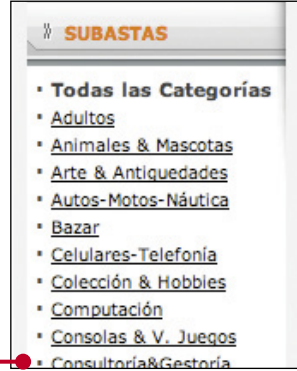 » SUBASTAS
Todas las Categorías
Adultos
Animales & Mascotas
Arte & Antiquedades
Autos-Motos-Náutica
Bazar
Celulares-Telefonía
Colección & Hobbies
Computación
Consolas & V. Juegos
Consultoría&Gestoría